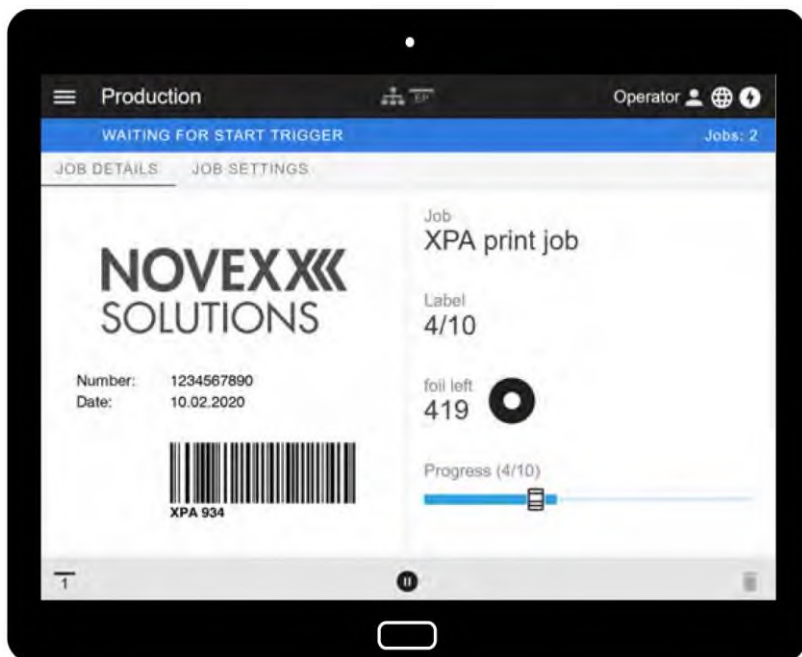 Production
EP
Operator
WAITING FOR START TRIGGER
Jobs: 2
JOB DETAILS
JOB SETTINGS
NOVEXX
SOLUTIONS
Number: 1234567890
Date: 10.02.2020
XPA 934
Job
XPA print job
Label
4/10
foil left
419
Progress (4/10)
1